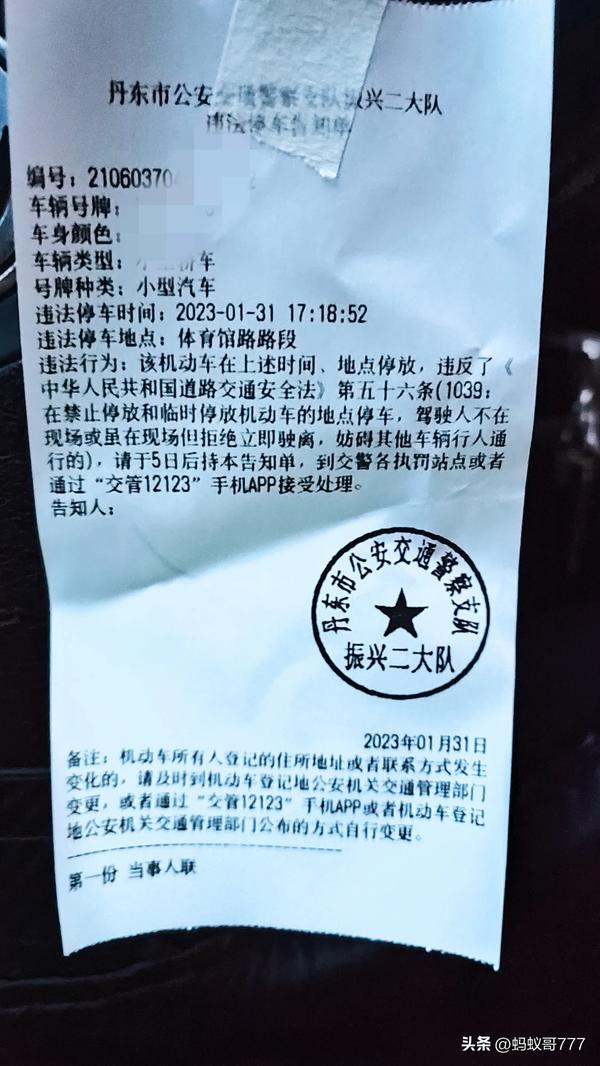 丹东市公安交通警察支队振兴二大队
违法停车告知单
编号：21060370
车辆号牌：
车身颜色：
车辆类型：小型轿车
号牌种类：小型汽车
违法停车时间：2023-01-31 17:18:52
违法停车地点：体育馆路路段
违法行为：该机动车在上述时间、地点停放，违反了《
中华人民共和国道路交通安全法》第五十六条(1039：
在禁止停放和临时停放机动车的地点停车，驾驶人不在
现场或虽在现场但拒绝立即驶离，妨碍其他车辆行人通
行的)，请于5日后持本告知单，到交警各执罚站点或者
通过“交管12123”手机APP接受处理。
告知人：
丹东市公安交通警察支队
振兴二大队
2023年01月31日
备注：机动车所有人登记的住所地址或者联系方式发生
变化的，请及时到机动车登记地公安机关交通管理部门
变更，或者通过“交管12123”手机APP或者机动车登记
地公安机关交通管理部门公布的方式自行变更。
第一份 当事人联
头条 @蚂蚁哥777